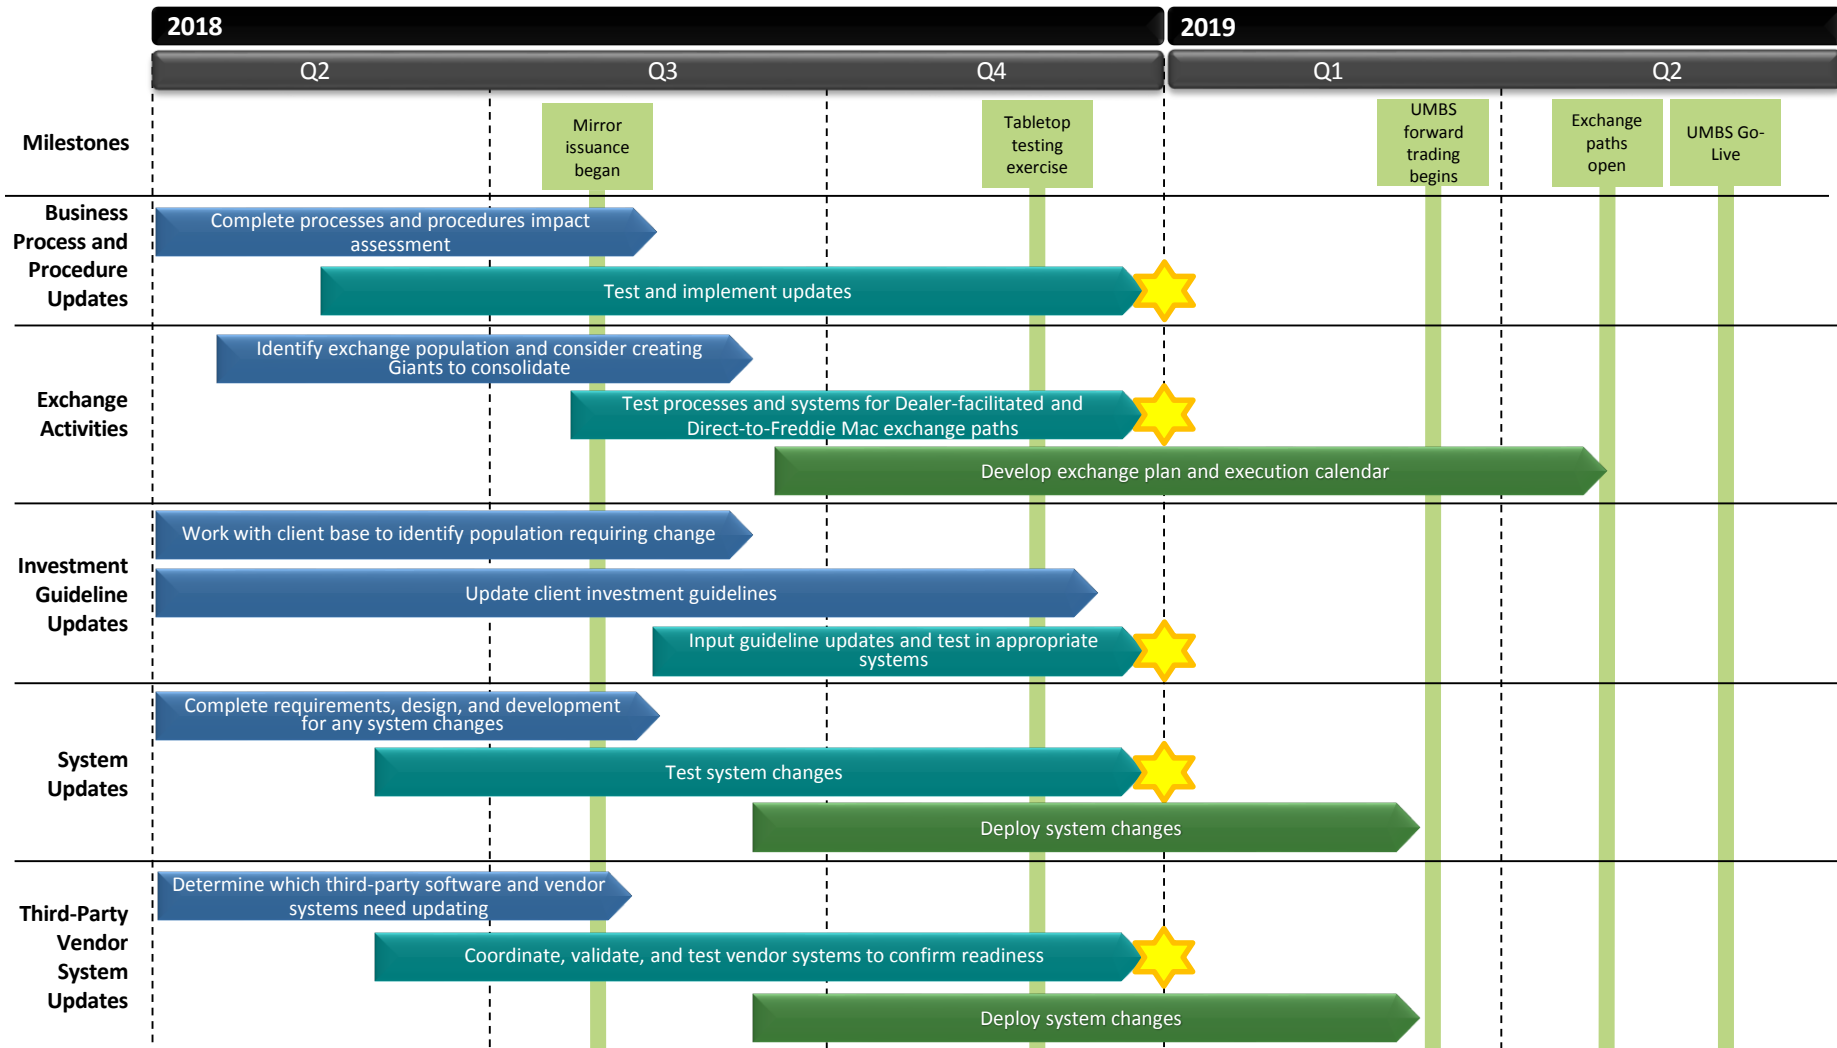 2018
2019
Q2
Q3
Q4
Q1
Q2
Milestones
Mirror
issuance
began
Tabletop
testing
exercise
UMBS
forward
trading
begins
Exchange
paths
open
UMBS Go-
Live
Business
Process and
Procedure
Updates
Complete processes and procedures impact
assessment
Test and implement updates
Exchange
Activities
Identify exchange population and consider creating
Giants to consolidate
Test processes and systems for Dealer-facilitated and
Direct-to-Freddie Mac exchange paths
Develop exchange plan and execution calendar
Investment
Guideline
Updates
Work with client base to identify population requiring change
Update client investment guidelines
Input guideline updates and test in appropriate
systems
System
Updates
Complete requirements, design, and development
for any system changes
Test system changes
Deploy system changes
Third-Party
Vendor
System
Updates
Determine which third-party software and vendor
systems need updating
Coordinate, validate, and test vendor systems to confirm readiness
Deploy system changes